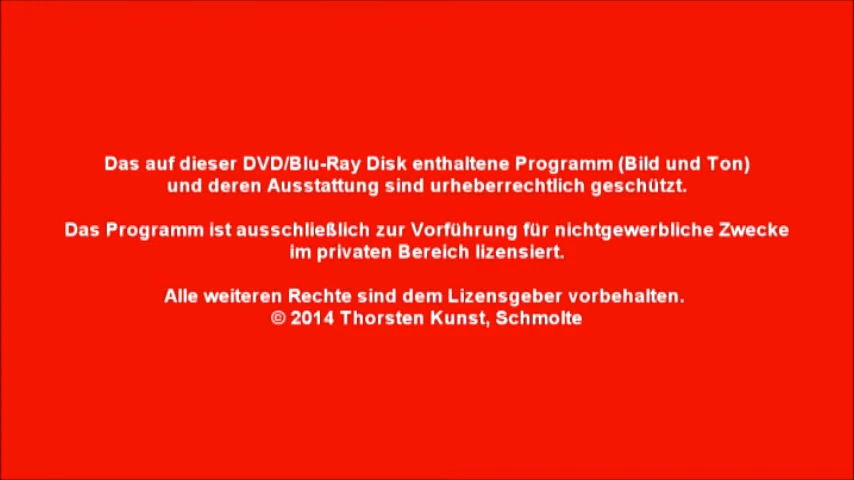 Das auf dieser DVD/Blu-Ray Disk enthaltene Programm (Bild und Ton)
und deren Ausstattung sind urheberrechtlich geschützt.
Das Programm ist ausschließlich zur Vorführung für nichtgewerbliche Zwecke
im privaten Bereich lizensiert.
Alle weiteren Rechte sind dem Lizensgeber vorbehalten.
© 2014 Thorsten Kunst, Schmolte